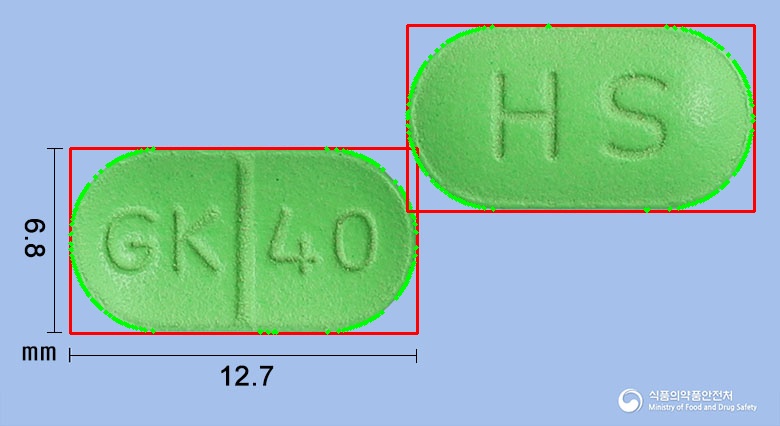 HS
GK 40
6.8
mm
12.7
식품의약품안전처
Ministry of Food and Drug Safety